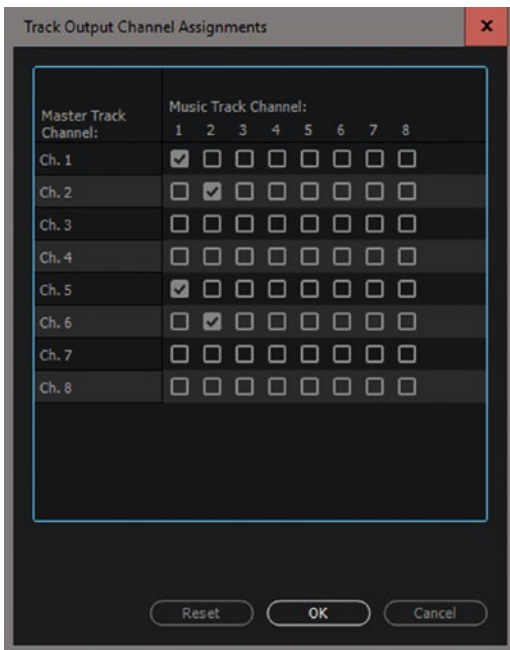 Track Output Channel Assignments
x
Master Track
Channel:
Music Track Channel:
1 2 3 4 5 6 7 8
Ch. 1
Ch. 2
Ch. 3
Ch. 4
Ch. 5
Ch. 6
Ch. 7
Ch. 8
Reset OK Cancel